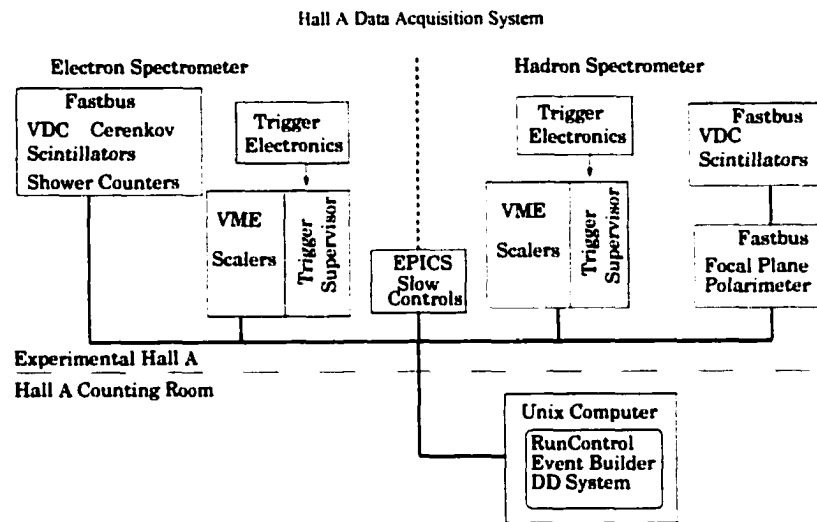 Hall A Data Acquisition System
Electron Spectrometer
Hadron Spectrometer
Fastbus
VDC Cerenkov
Scintillators
Shower Counters
Trigger
Electronics
VME
Scalers
Trigger
Supervisor
EPICS
Slow
Controls
Trigger
Electronics
VME
Scalers
Trigger
Supervisor
Fastbus
VDC
Scintillators
Fastbus
Focal Plane
Polarimeter
Experimental Hall A
Hall A Counting Room
Unix Computer
RunControl
Event Builder
DD System